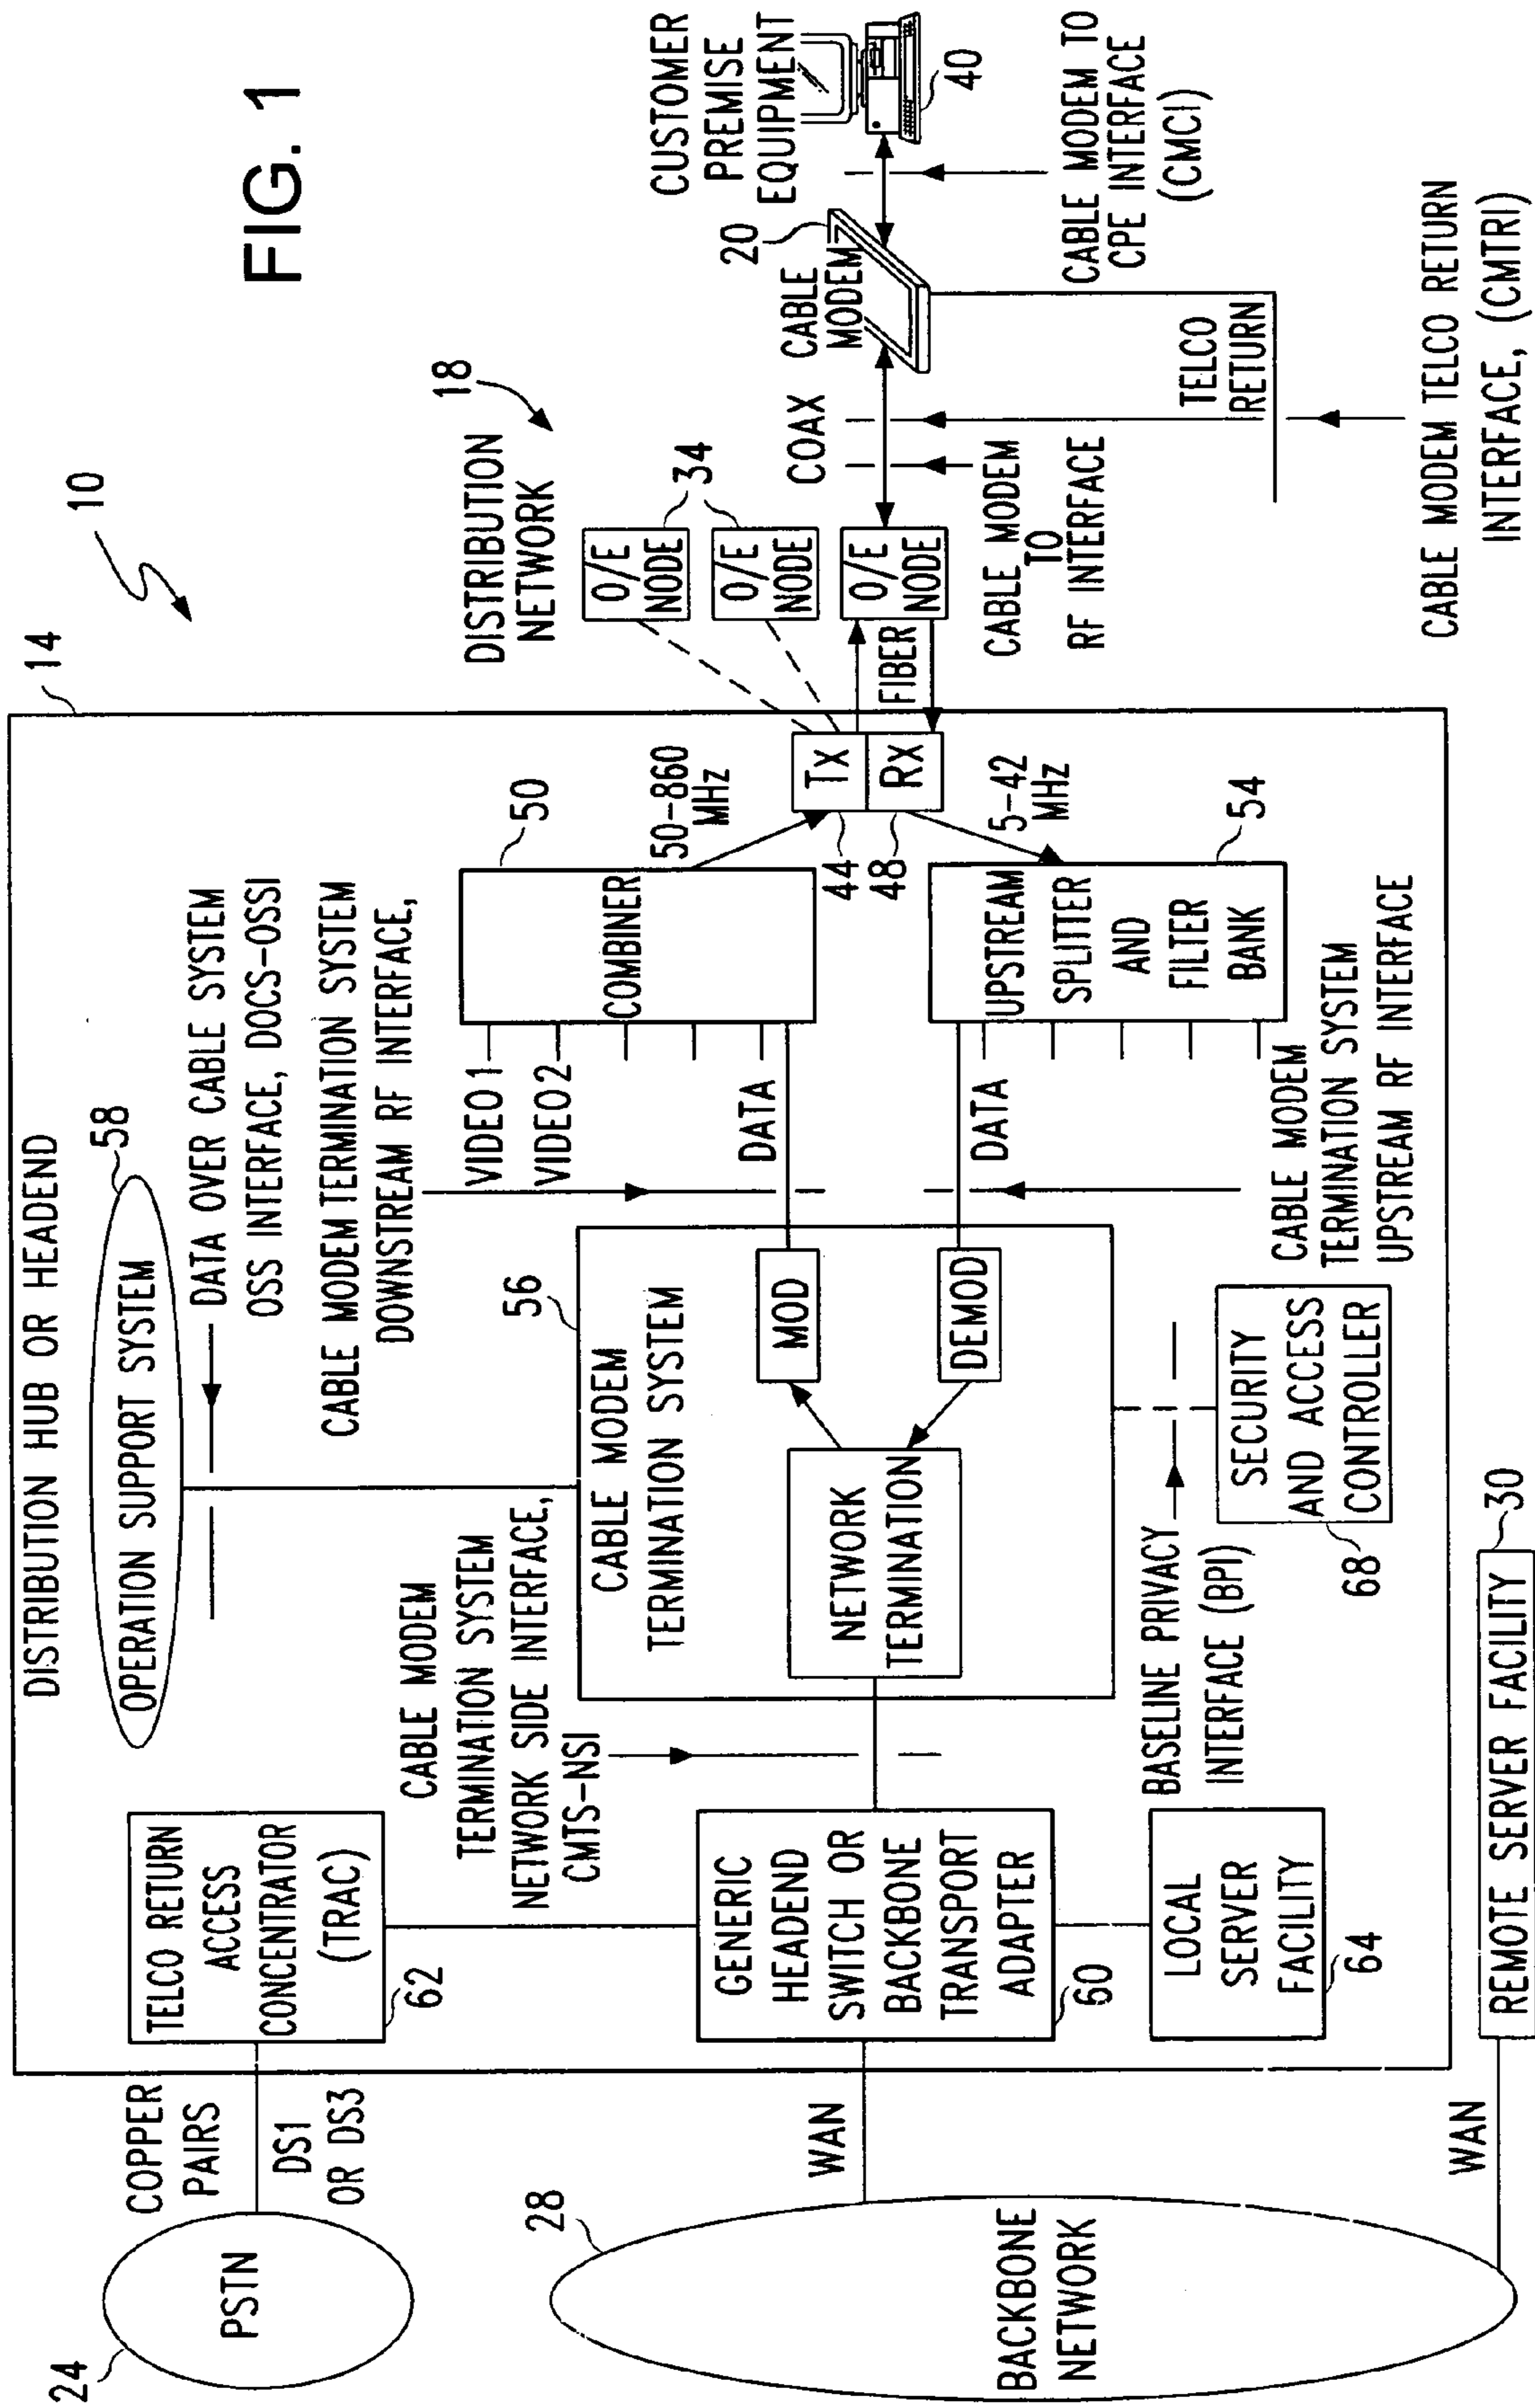 FIG. 1
10
14
DISTRIBUTION HUB OR HEADEND
OPERATION SUPPORT SYSTEM
58
DATA OVER CABLE SYSTEM
OSS INTERFACE, DOCS-OSSI
CABLE MODEM TERMINATION SYSTEM
DOWNSTREAM RF INTERFACE,
24
PSTN
COPPER
PAIRS
DS1
OR DS3
TELCO RETURN
ACCESS
CONCENTRATOR
(TRAC)
62
CABLE MODEM
TERMINATION SYSTEM
NETWORK SIDE INTERFACE,
CMTS-NSI
56
CABLE MODEM
TERMINATION SYSTEM
MOD
DEMOD
NETWORK
TERMINATION
VIDEO 1
VIDEO 2
DATA
DATA
50
COMBINER
50-860
MHz
Tx
Rx
44
48
5-42
MHz
54
UPSTREAM
SPLITTER
AND
FILTER
BANK
CABLE MODEM
TERMINATION SYSTEM
UPSTREAM RF INTERFACE
DISTRIBUTION
NETWORK
18
O/E
NODE
O/E
NODE
O/E
NODE
34
FIBER
COAX
CABLE
MODEM
20
CUSTOMER
PREMISE
EQUIPMENT
40
CABLE MODEM
TO
RF INTERFACE
TELCO
RETURN
CABLE MODEM TO
CPE INTERFACE
(CMCI)
CABLE MODEM TELCO RETURN
INTERFACE, (CMTRI)
28
BACKBONE
NETWORK
WAN
GENERIC
HEADEND
SWITCH OR
BACKBONE
TRANSPORT
ADAPTER
60
LOCAL
SERVER
FACILITY
64
BASELINE PRIVACY
INTERFACE (BPI)
SECURITY
AND ACCESS
CONTROLLER
68
WAN
REMOTE SERVER FACILITY
30